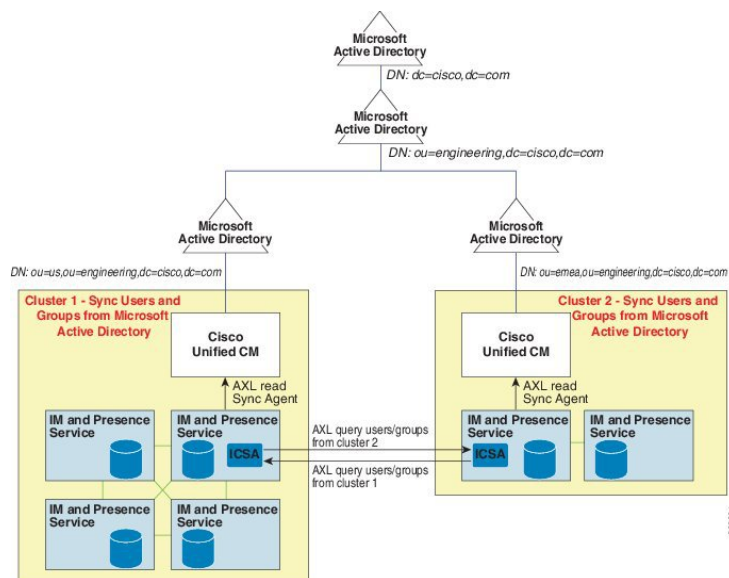 Microsoft
Active Directory
DN: dc=cisco,dc=com
Microsoft
Active Directory
DN: ou=engineering,dc=cisco,dc=com
Microsoft
Active Directory
Microsoft
Active Directory
DN: ou=us,ou=engineering,dc=cisco,dc=com
DN: ou=emea,ou=engineering,dc=cisco,dc=com
Cluster 1 - Sync Users and
Groups from Microsoft
Active Directory
Cisco
Unified CM
AXL read
Sync Agent
IM and Presence
Service
IM and Presence
Service
ICSA
IM and Presence
Service
IM and Presence
Service
AXL query users/groups
from cluster 2
AXL query users/groups
from cluster 1
Cluster 2 - Sync Users and
Groups from Microsoft
Active Directory
Cisco
Unified CM
AXL read
Sync Agent
IM and Presence
Service
ICSA
IM and Presence
Service